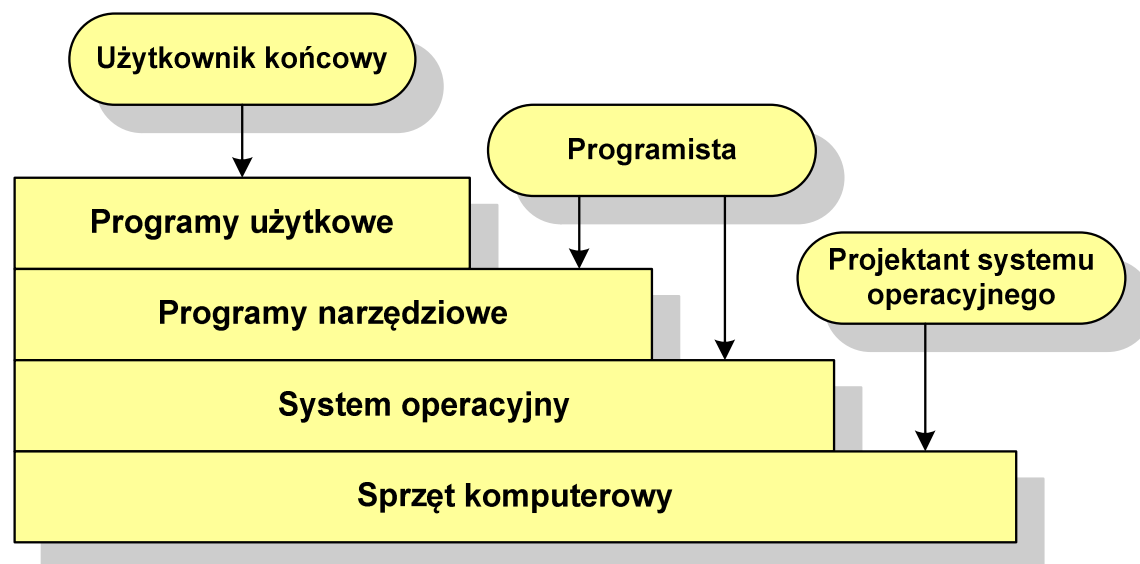 Użytkownik końcowy
Programista
Programy użytkowe
Projektant systemu
operacyjnego
Programy narzędziowe
System operacyjny
Sprzęt komputerowy